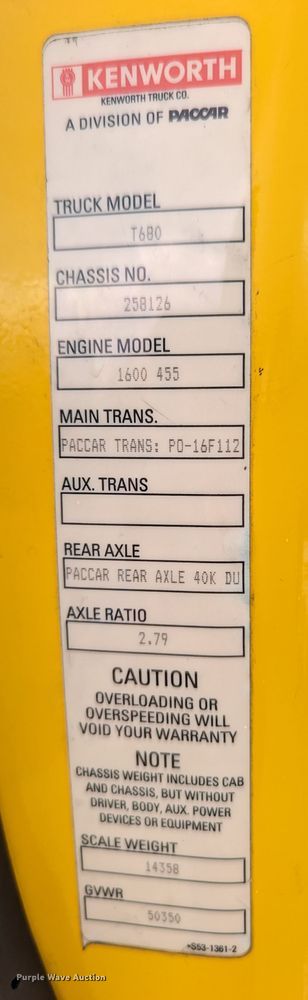 KENWORTH
KENWORTH TRUCK CO.
A DIVISION OF PACCAR
TRUCK MODEL
T680
CHASSIS NO.
258126
ENGINE MODEL
1600 455
MAIN TRANS.
PACCAR TRANS: PO-16F112
AUX. TRANS
REAR AXLE
PACCAR REAR AXLE 40K DU
AXLE RATIO
2.79
CAUTION
OVERLOADING OR
OVERSPEEDING WILL
VOID YOUR WARRANTY
NOTE
CHASSIS WEIGHT INCLUDES CAB
AND CHASSIS, BUT WITHOUT
DRIVER, BODY, AUX. POWER
DEVICES OR EQUIPMENT
SCALE WEIGHT
14358
GVWR
50350
*S53-1361-2
Purple Wave Auction